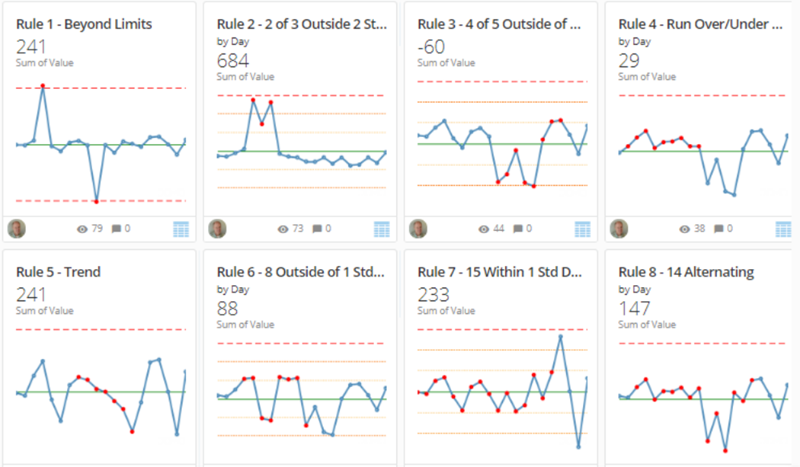 Rule 1 - Beyond Limits
241
Sum of Value
79 0
Rule 2 - 2 of 3 Outside 2 St...
by Day
684
Sum of Value
73 0
Rule 3 - 4 of 5 Outside of ...
-60
Sum of Value
44 0
Rule 4 - Run Over/Under ...
by Day
29
Sum of Value
38 0
Rule 5 - Trend
241
Sum of Value
Rule 6 - 8 Outside of 1 Std...
by Day
88
Sum of Value
Rule 7 - 15 Within 1 Std D...
233
Sum of Value
Rule 8 - 14 Alternating
147
Sum of Value